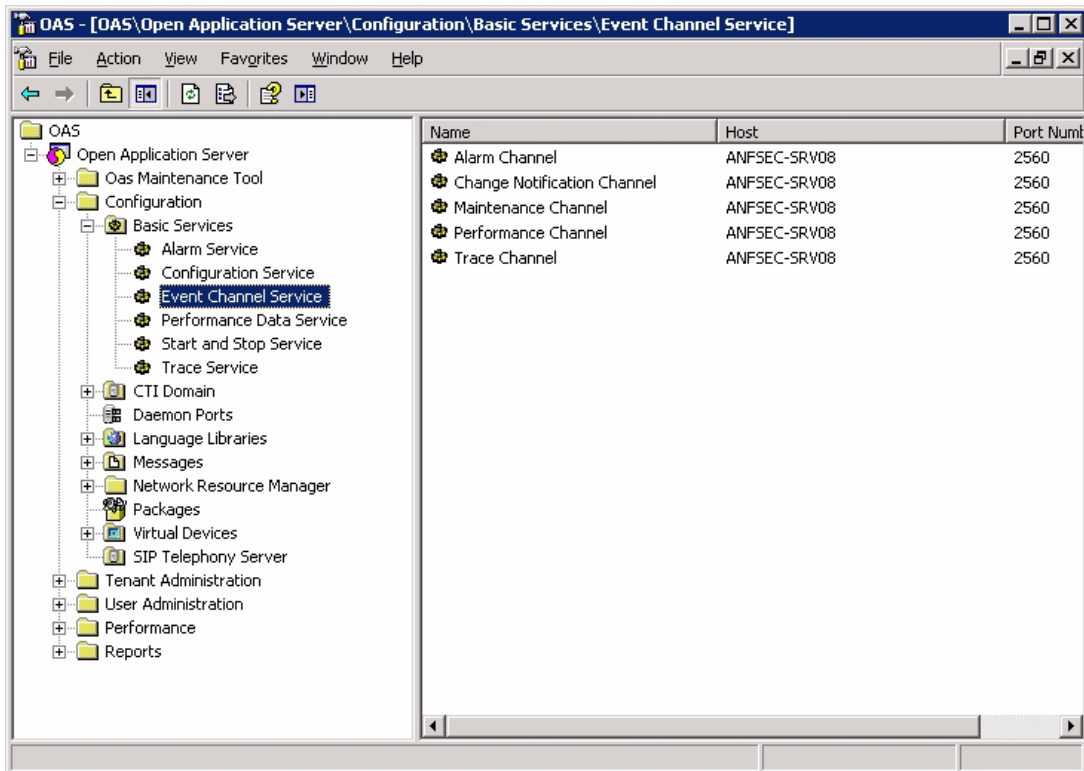 OAS - [OAS\Open Application Server\Configuration\Basic Services\Event Channel Service]
File Action View Favorites Window Help
OAS
Open Application Server
Oas Maintenance Tool
Configuration
Basic Services
Alarm Service
Configuration Service
Event Channel Service
Performance Data Service
Start and Stop Service
Trace Service
CTI Domain
Daemon Ports
Language Libraries
Messages
Network Resource Manager
Packages
Virtual Devices
SIP Telephony Server
Tenant Administration
User Administration
Performance
Reports
Name Host Port Numb
Alarm Channel ANFSEC-SRV08 2560
Change Notification Channel ANFSEC-SRV08 2560
Maintenance Channel ANFSEC-SRV08 2560
Performance Channel ANFSEC-SRV08 2560
Trace Channel ANFSEC-SRV08 2560